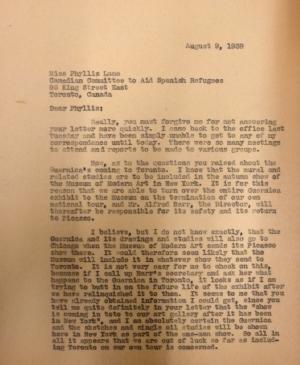 August 9, 1939
Miss Phyllis Lane
Canadian Committee to Aid Spanish Refugees
95 King Street East
Toronto, Canada
Dear Phyllis:
Really, you must forgive me for not answering
your letter more quickly. I came back to the office last
Tuesday and have been simply unable to get to any of my
correspondence until today. There were so many meetings
to attend and reports to be made to various groups.
Now, as to the questions you raised about the
Guernica's coming to Toronto. I know that the mural and
related studies are to be included in the autumn show of
the Museum of Modern Art in New York. It is for this
reason that we are able to turn over the entire Guernica
exhibit to the Museum on the termination of our own
national tour, and Mr. Alfred Barr, the Director, will
thereafter be responsible for its safety and its return
to Picasso.
I believe, but I do not know exactly, that the
Guernica and its drawings and studies will also go to
Chicago when the Museum of Modern Art sends its Picasso
show there. It would therefore seem likely that the
Museum will include it in whatever show they send to
Toronto. It is not very easy for me to check on this,
because if I call up Barr's secretary and ask her what
happens to the Guernica in Toronto, it looks as if I am
trying to butt in on the future life of the exhibit after
we have relinquished it to them. It seems to me that you
have already obtained information I could get, since you
tell me quite definitely in your letter that the "show
is coming in toto to our art gallery after it has been
in New York", and I am absolutely certain the Guernica
and the sketches and single oil studies will be shown
here in New York as part of the one-man show. So all in
all it appears that we are out of luck so far as includ-
ing Toronto on our own tour is concerned.